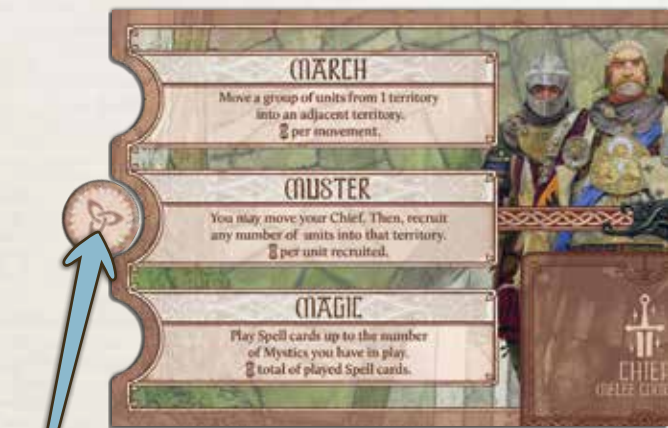 MARCH
Move a group of units from 1 territory
into an adjacent territory.
per movement.
MUSTER
You may move your Chief. Then, recruit
any number of units into that territory.
per unit recruited.
MAGIC
Play Spell cards up to the number
of Mystics you have in play.
total of played Spell cards.
CHIEF
MELEE